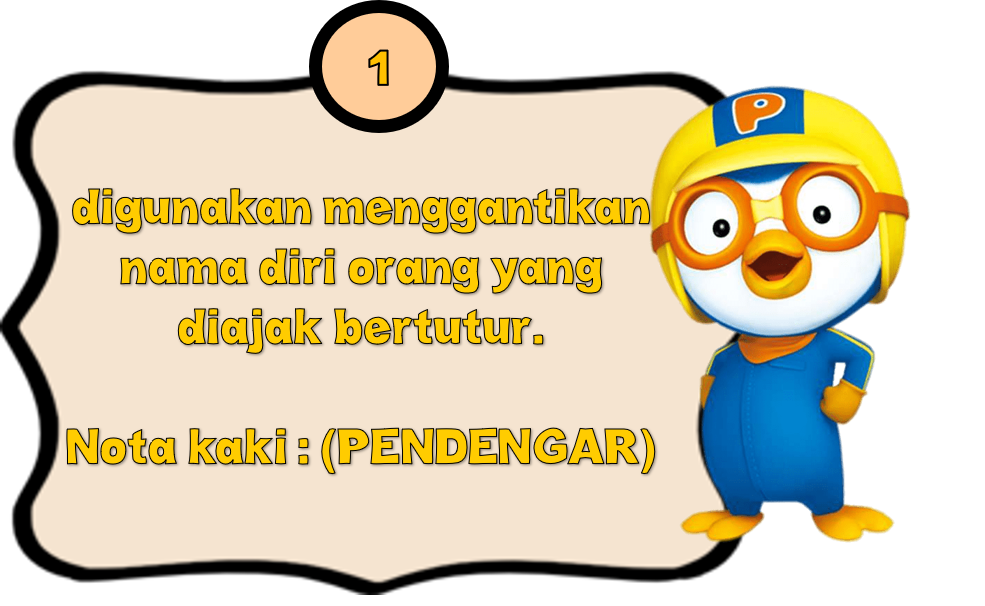 1
P
digunakan menggantikan
nama diri orang yang
diajak bertutur.
Nota kaki : (PENDENGAR)